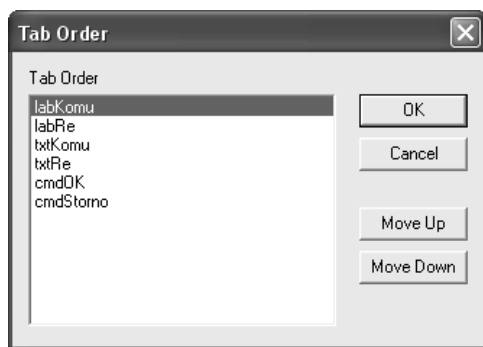 Tab Order
Tab Order
labKomu
labRe
txtKomu
txtRe
cmdOK
cmdStorno
OK
Cancel
Move Up
Move Down